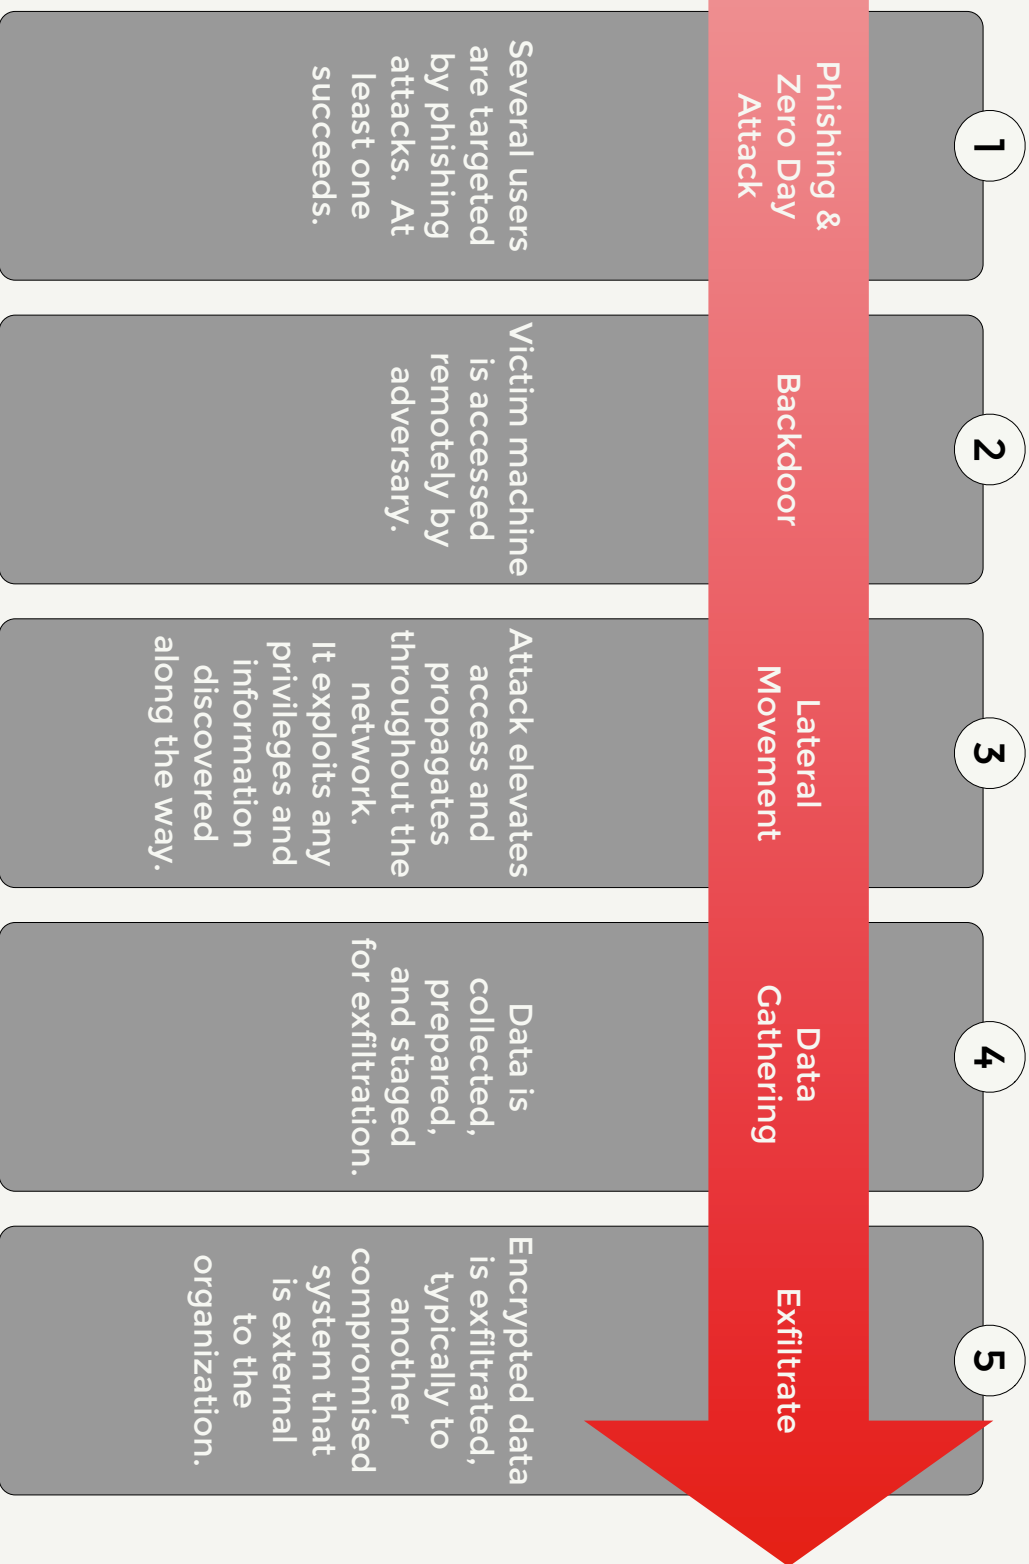 1
Phishing &
Zero Day
Attack
Several users
are targeted
by phishing
attacks. At
least one
succeeds.
2
Backdoor
Victim machine
is accessed
remotely by
adversary.
3
Lateral
Movement
Attack elevates
access and
propagates
throughout the
network.
It exploits any
privileges and
information
discovered
along the way.
4
Data
Gathering
Data is
collected,
prepared,
and staged
for exfiltration.
5
Exfiltrate
Encrypted data
is exfiltrated,
typically to
another
compromised
system that
is external
to the
organization.